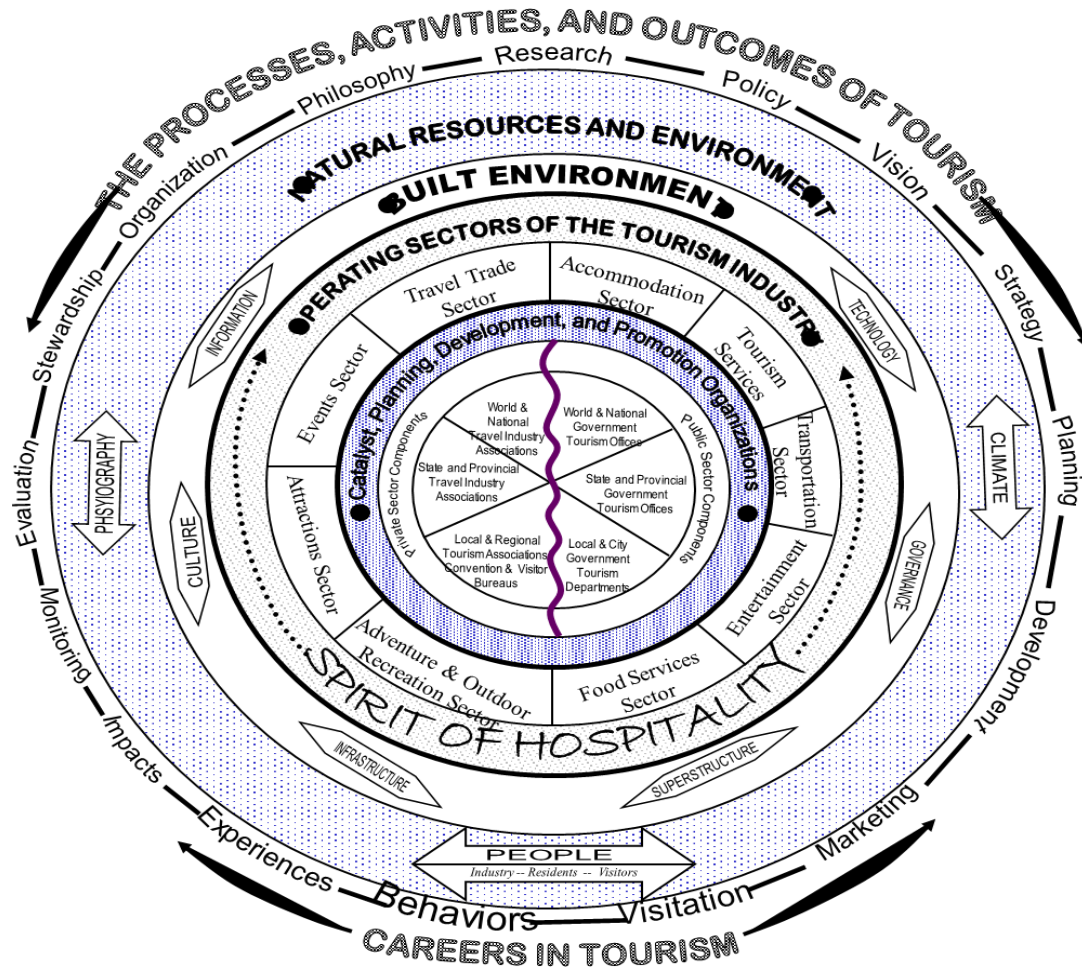 THE PROCESSES, ACTIVITIES, AND OUTCOMES OF TOURISM
Research
Policy
Vision
Strategy
Planning
Development
Marketing
Visitation
Behaviors
Experiences
Impacts
Monitoring
Evaluation
Stewardship
Organization
Philosophy
NATURAL RESOURCES AND ENVIRONMENT
PHSYIOGRAPHY
CLIMATE
PEOPLE
Industry -- Residents -- Visitors
BUILT ENVIRONMENT
INFORMATION
TECHNOLOGY
CULTURE
GOVERNANCE
INFRASTRUCTURE
SUPERSTRUCTURE
OPERATING SECTORS OF THE TOURISM INDUSTRY
SPIRIT OF HOSPITALITY
Travel Trade
Sector
Accommodation
Sector
Tourism
Services
Transportation
Sector
Entertainment
Sector
Food Services
Sector
Adventure & Outdoor
Recreation Sector
Attractions Sector
Events Sector
Catalyst, Planning, Development, and Promotion Organizations
Private Sector Components
Public Sector Components
World &
National
Travel Industry
Associations
World & National
Government
Tourism Offices
State and Provincial
Travel Industry
Associations
State and Provincial
Government
Tourism Offices
Local & Regional
Tourism Associations
Convention & Visitor
Bureaus
Local & City
Government
Tourism
Departments
CAREERS IN TOURISM